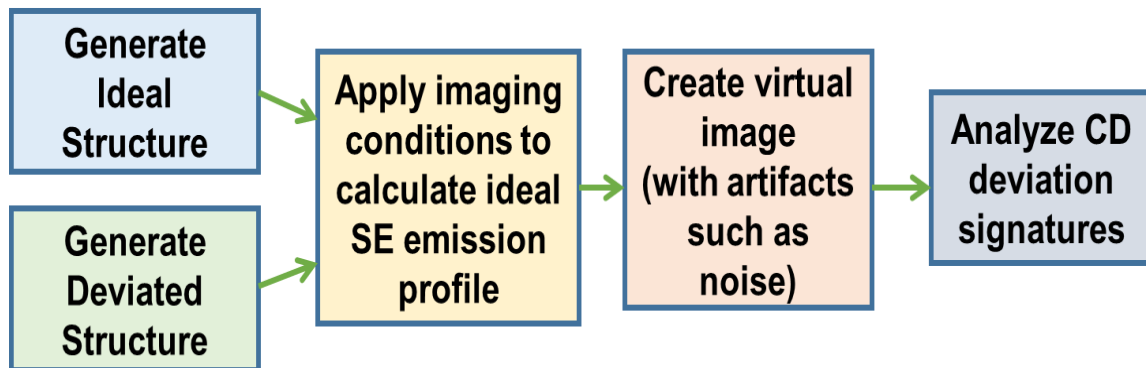 Generate
Ideal
Structure
Generate
Deviated
Structure
Apply imaging
conditions to
calculate ideal
SE emission
profile
Create virtual
image
(with artifacts
such as
noise)
Analyze CD
deviation
signatures